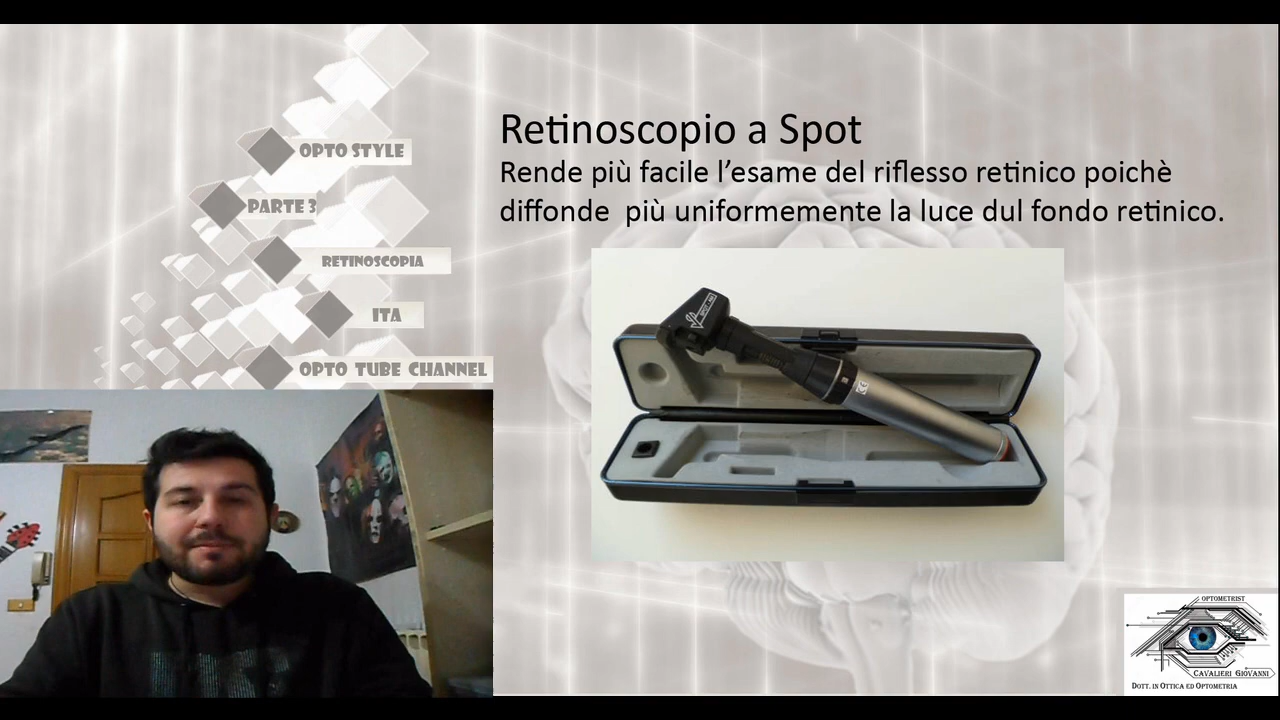 OPTO STYLE
PARTE 3
RETINOSCOPIA
ITA
OPTO TUBE CHANNEL
Retinoscopio a Spot
Rende più facile l’esame del riflesso retinico poichè
diffonde più uniformemente la luce dul fondo retinico.
CE
OPTOMETRIST
CAVALIERI GIOVANNI
DOTT. IN OTTICA ED OPTOMETRIA